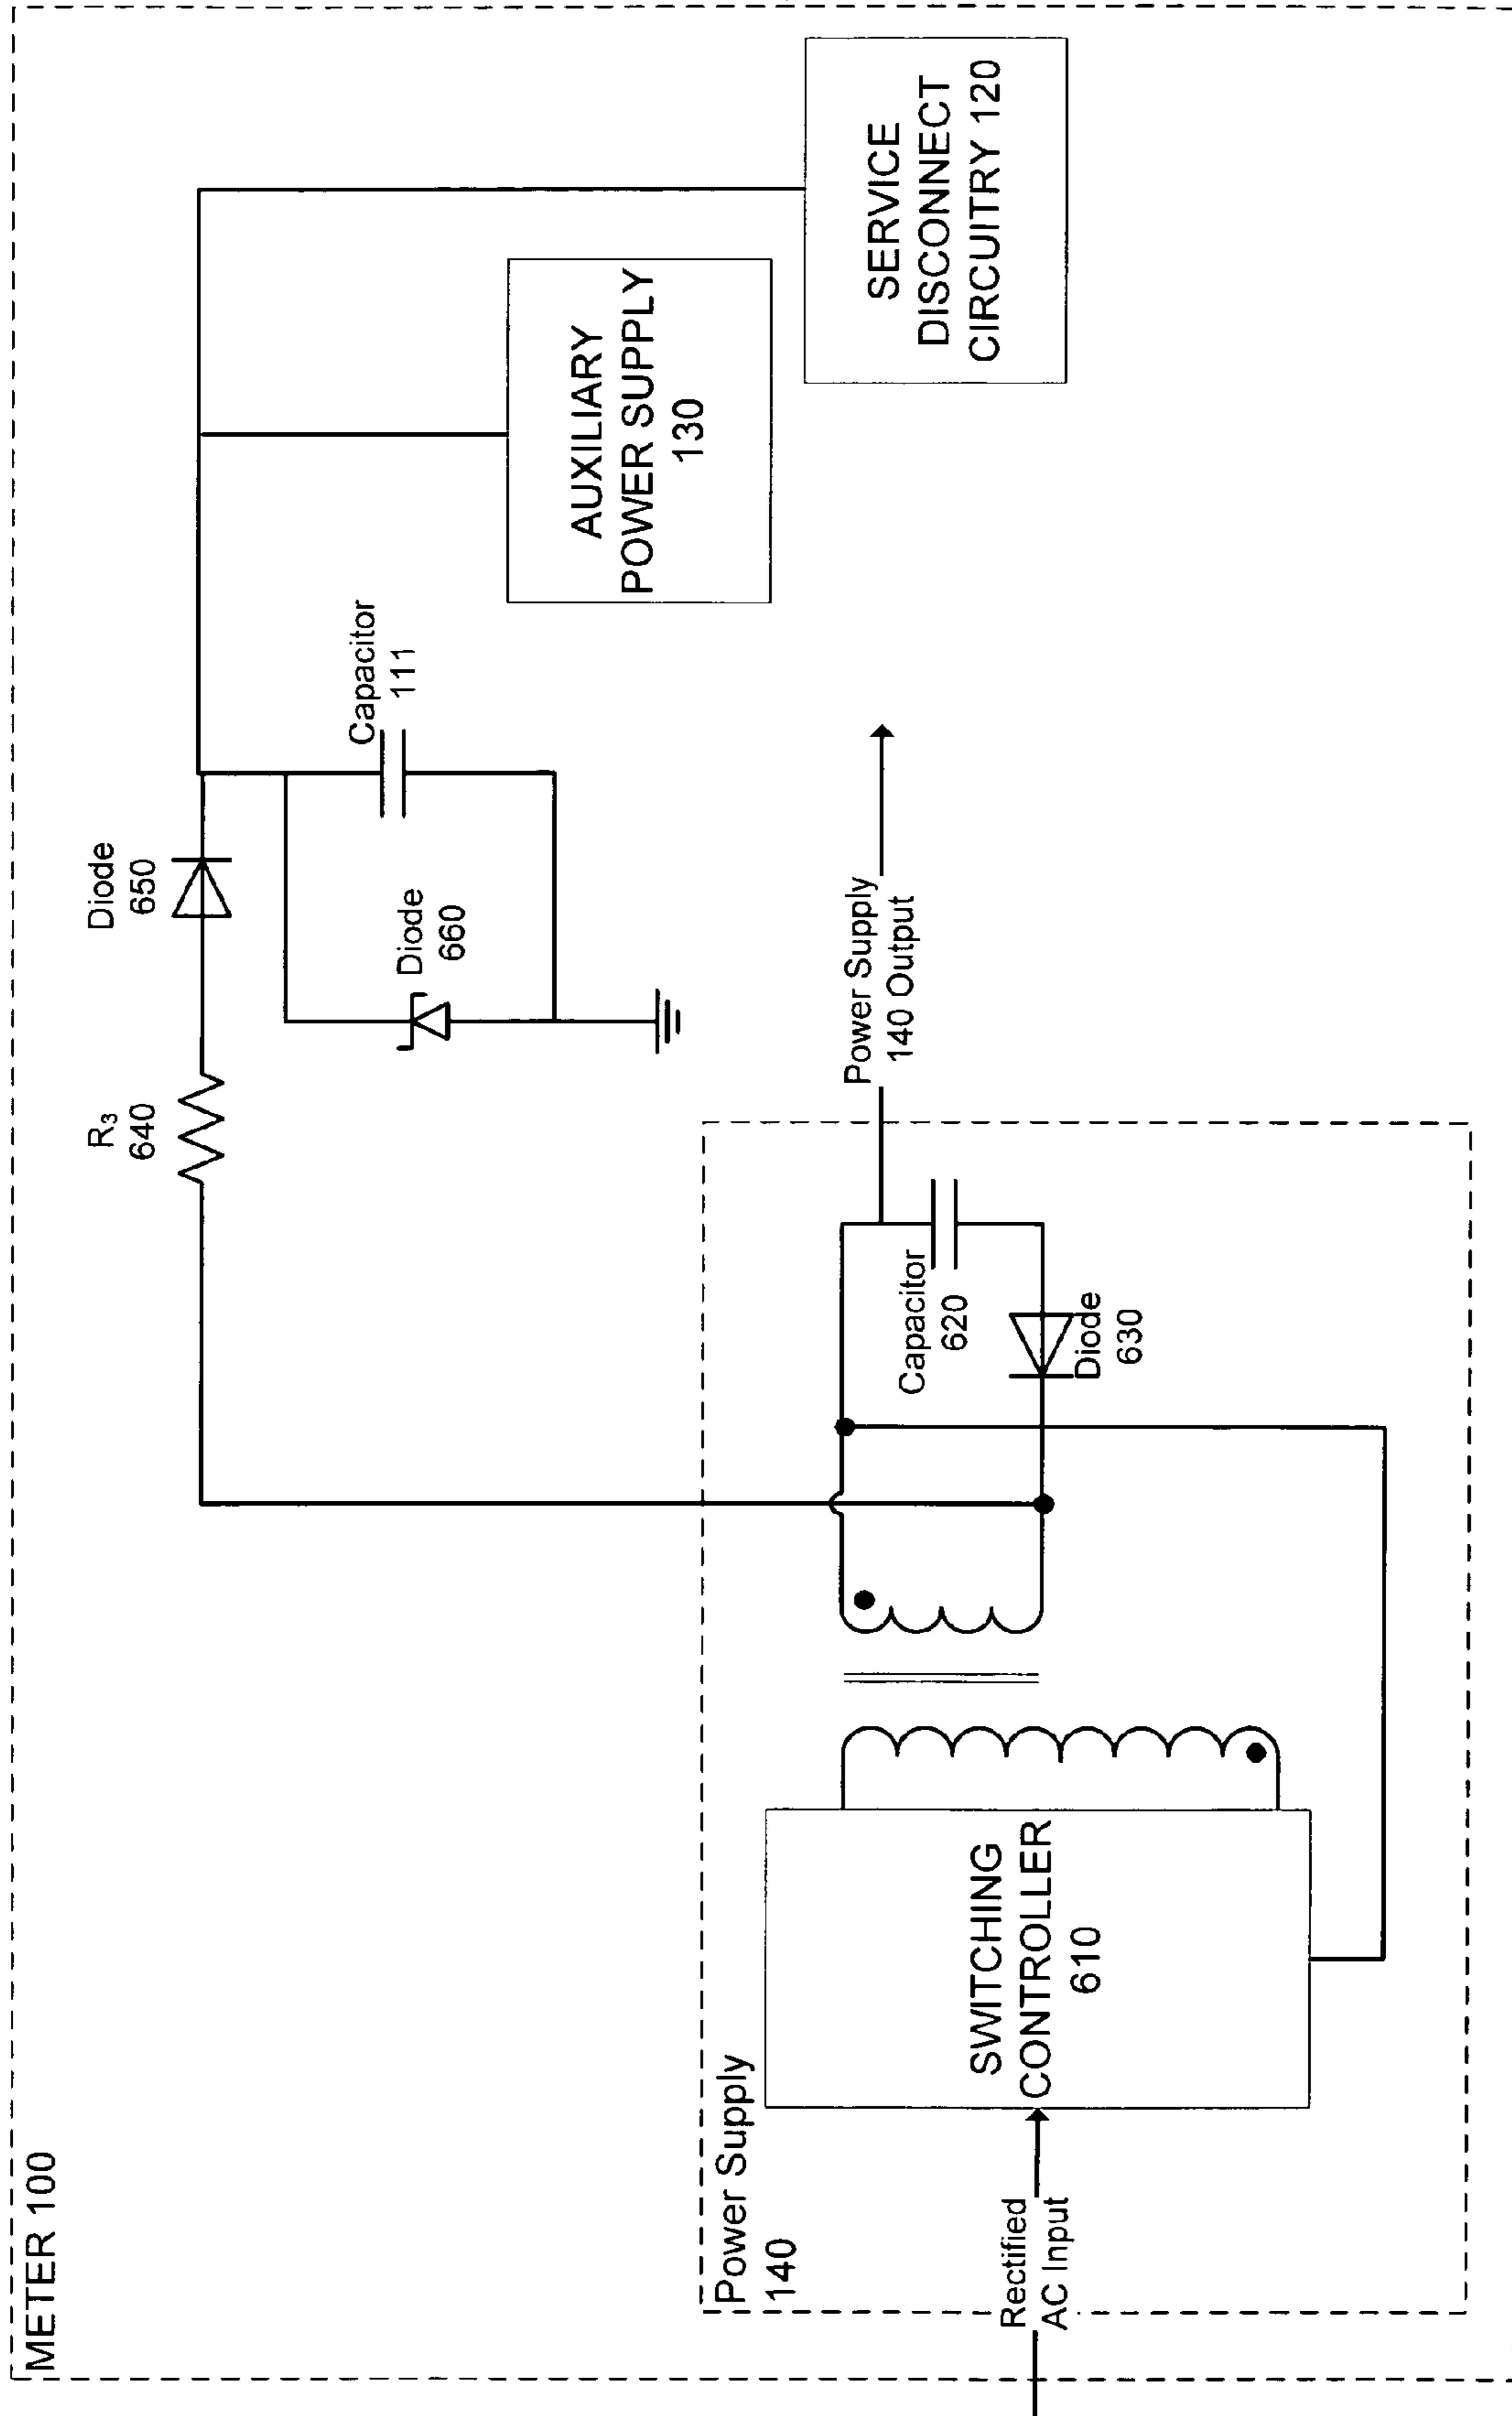 METER 100
R₃
640
Diode
650
Diode
660
Capacitor
111
AUXILIARY
POWER SUPPLY
130
SERVICE
DISCONNECT
CIRCUITRY 120
Power Supply
140
Rectified
AC Input
SWITCHING
CONTROLLER
610
Capacitor
620
Diode
630
Power Supply
140 Output